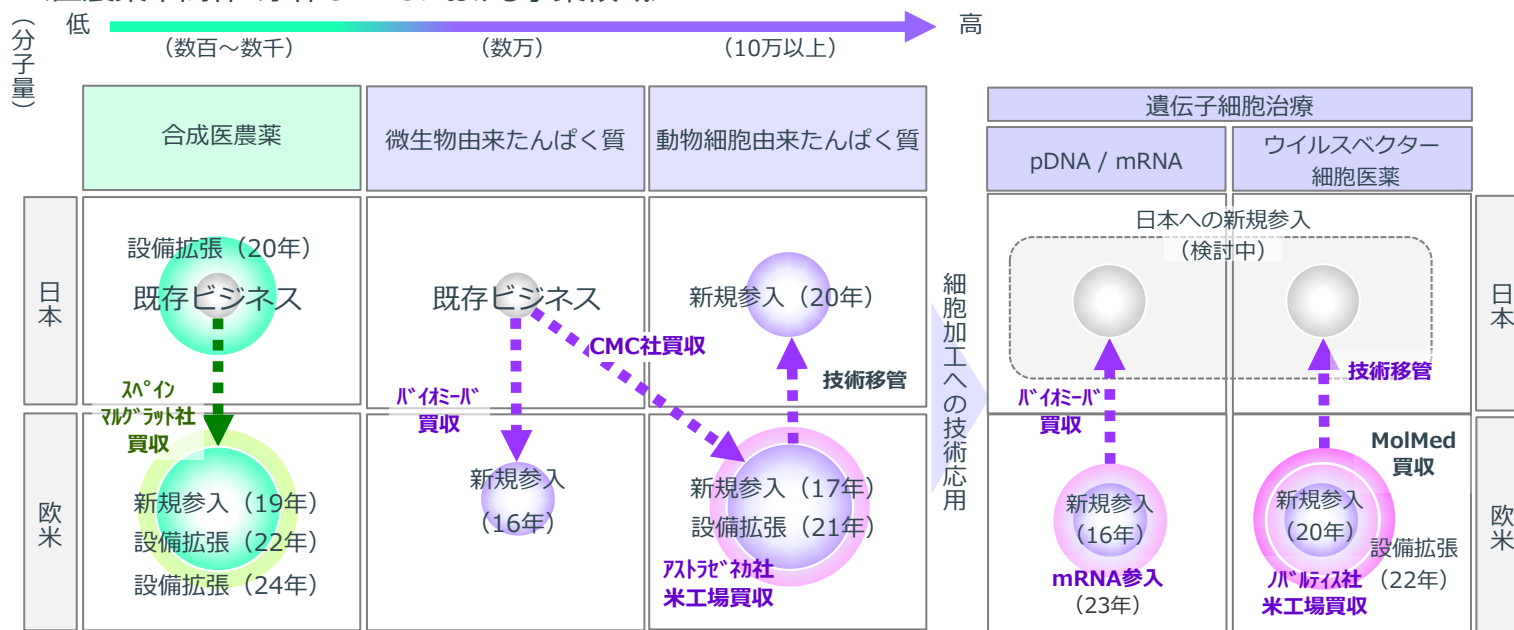 （分子量）
低
高
（数百～数千）
（数万）
（10万以上）
合成医農薬
微生物由来たんぱく質
動物細胞由来たんぱく質
遺伝子細胞治療
pDNA / mRNA
ウイルスベクター
細胞医薬
日本
設備拡張（20年）
既存ビジネス
既存ビジネス
新規参入（20年）
日本への新規参入
（検討中）
日本
CMC社買収
技術移管
技術移管
ｽﾍﾟｲﾝ
ﾏﾙｸﾞﾗｯﾄ社
買収
ﾊﾞｲｵﾐｰﾊﾞ
買収
ﾊﾞｲｵﾐｰﾊﾞ
買収
細胞加工への技術応用
欧米
新規参入（19年）
設備拡張（22年）
設備拡張（24年）
新規参入
（16年）
新規参入（17年）
設備拡張（21年）
ｱｽﾄﾗｾﾞﾈｶ社
米工場買収
新規参入
（16年）
mRNA参入
（23年）
MolMed
買収
新規参入
（20年）
設備拡張
（22年）
ﾉﾊﾞﾙﾃｨｽ社
米工場買収
欧米